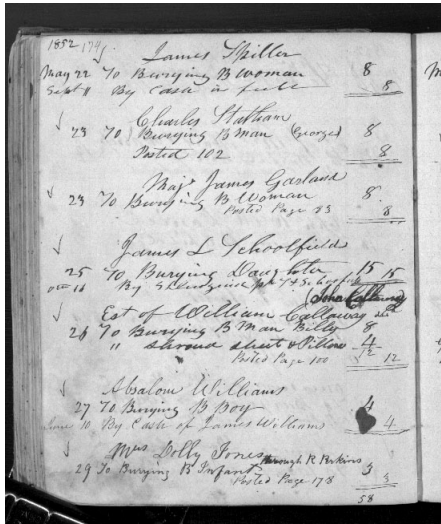 1852 174
James Spiller
May 22 To Burying B Woman 8
Sept 11 By Cash in full 8
Charles Statham
23 To Burying B Man (George) 8
Posted 102 8
Maj James Garland
23 To Burying B Woman 8
Posted Page 83 8
James L Schoolfield
25 To Burying Daughter 15 15
By
John Callaway
Est of William Callaway
26 To Burying B Man Billy 8
" Shroud sheet & Pillow 4
Posted Page 100 12 12
Absalom Williams
27 To Burying B Boy 4
June 10 By Cash of James Williams 4
Mrs Dolly Jones through R Perkins
29 To Burying B Infant 3
Posted Page 178 3
58